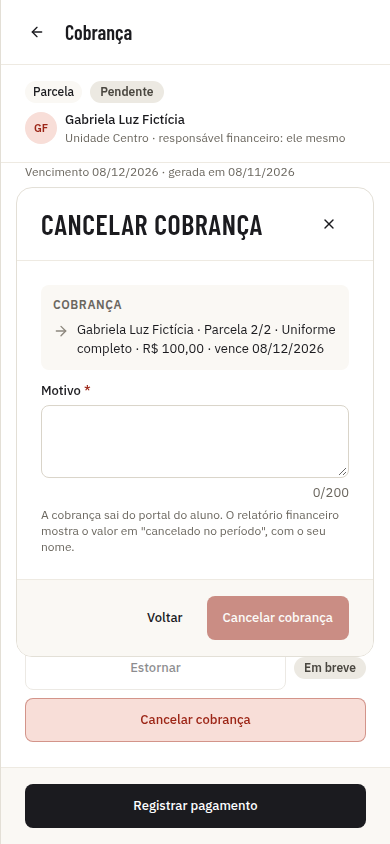 Cobrança
Parcela
Pendente
GF
Gabriela Luz Fictícia
Unidade Centro · responsável financeiro: ele mesmo
Vencimento 08/12/2026 · gerada em 08/11/2026
CANCELAR COBRANÇA
COBRANÇA
Gabriela Luz Fictícia · Parcela 2/2 · Uniforme
completo · R$ 100,00 · vence 08/12/2026
Motivo *
0/200
A cobrança sai do portal do aluno. O relatório financeiro
mostra o valor em "cancelado no período", com o seu
nome.
Voltar
Cancelar cobrança
Estornar
Em breve
Cancelar cobrança
Registrar pagamento